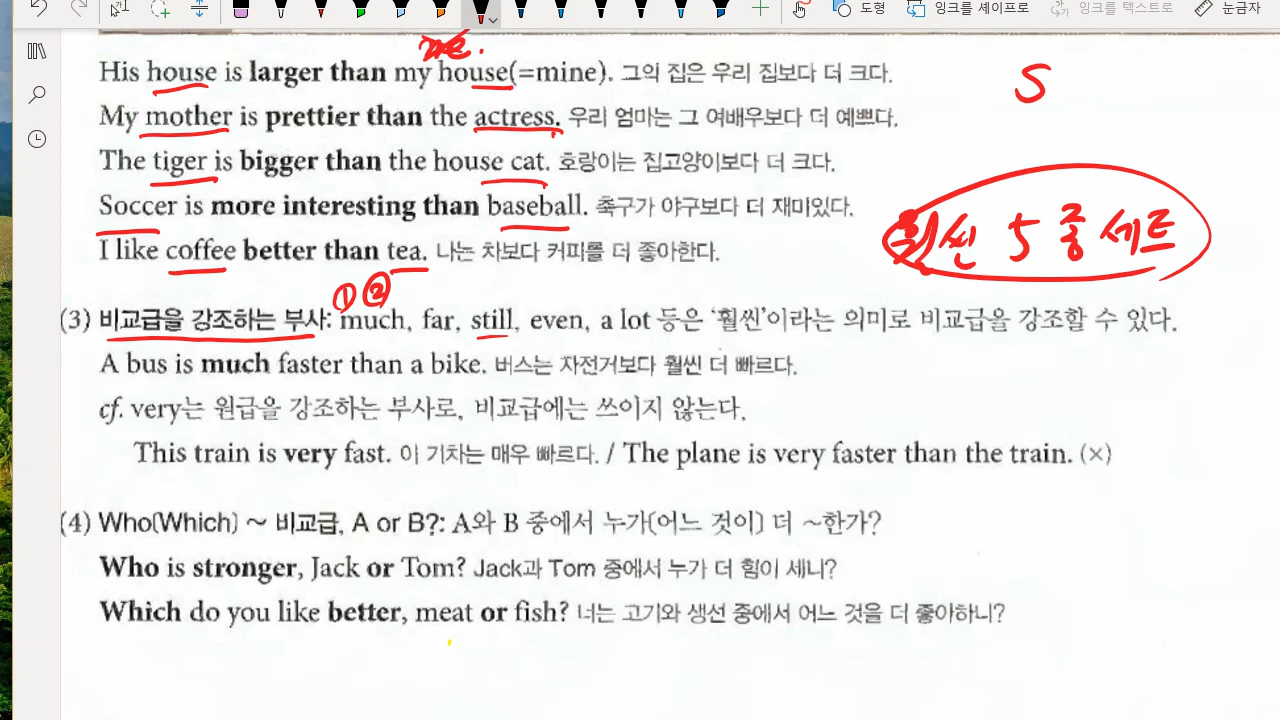 도형 잉크를 셰이프로 잉크를 텍스트로 눈금자
His house is larger than my house(=mine). 그의 집은 우리 집보다 더 크다.
S
My mother is prettier than the actress. 우리 엄마는 그 여배우보다 더 예쁘다.
The tiger is bigger than the house cat. 호랑이는 집고양이보다 더 크다.
Soccer is more interesting than baseball. 축구가 야구보다 더 재미있다.
훨씬 5 종 세트
I like coffee better than tea. 나는 차보다 커피를 더 좋아한다.
① ②
(3) 비교급을 강조하는 부사: much, far, still, even, a lot 등은 '훨씬'이라는 의미로 비교급을 강조할 수 있다.
A bus is much faster than a bike. 버스는 자전거보다 훨씬 더 빠르다.
cf. very는 원급을 강조하는 부사로, 비교급에는 쓰이지 않는다.
This train is very fast. 이 기차는 매우 빠르다. / The plane is very faster than the train. (×)
(4) Who(Which) ~ 비교급, A or B?: A와 B 중에서 누가(어느 것이) 더 ~한가?
Who is stronger, Jack or Tom? Jack과 Tom 중에서 누가 더 힘이 세니?
Which do you like better, meat or fish? 너는 고기와 생선 중에서 어느 것을 더 좋아하니?